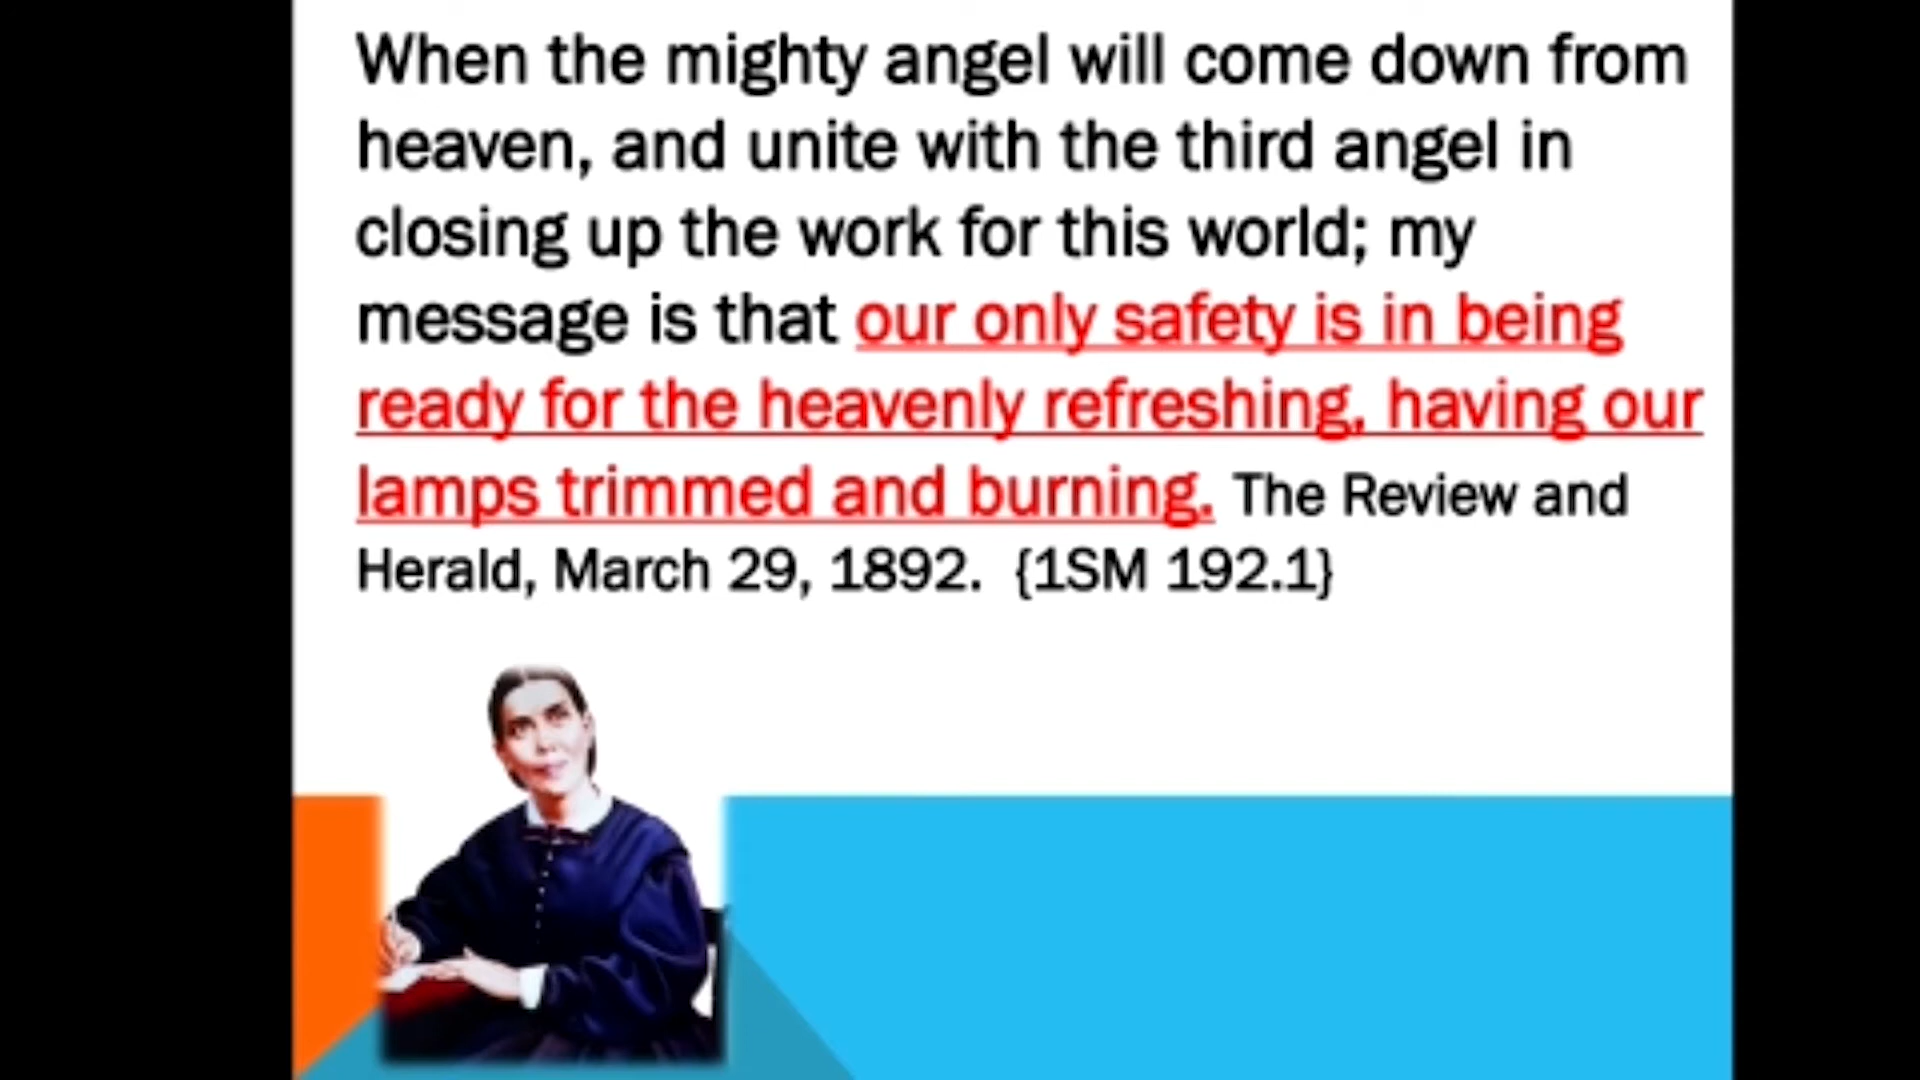 When the mighty angel will come down from
heaven, and unite with the third angel in
closing up the work for this world; my
message is that our only safety is in being
ready for the heavenly refreshing, having our
lamps trimmed and burning. The Review and
Herald, March 29, 1892.  {1SM 192.1}